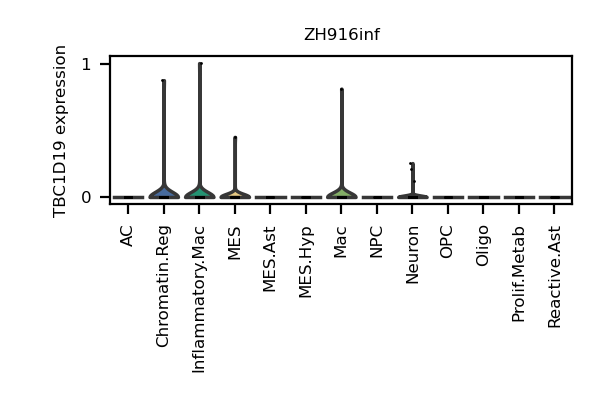 ZH916inf
TBC1D19 expression
1
0
AC
Chromatin.Reg
Inflammatory.Mac
MES
MES.Ast
MES.Hyp
Mac
NPC
Neuron
OPC
Oligo
Prolif.Metab
Reactive.Ast